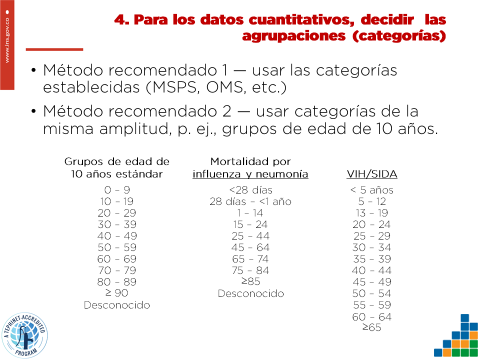 www.ins.gov.co
4. Para los datos cuantitativos, decidir las
agrupaciones (categorías)
• Método recomendado 1 — usar las categorías
establecidas (MSPS, OMS, etc.)
• Método recomendado 2 — usar categorías de la
misma amplitud, p. ej., grupos de edad de 10 años.
Grupos de edad de
10 años estándar
0 – 9
10 – 19
20 – 29
30 – 39
40 – 49
50 – 59
60 – 69
70 – 79
80 – 89
≥ 90
Desconocido
Mortalidad por
influenza y neumonía
<28 días
28 días – <1 año
1 – 14
15 – 24
25 – 44
45 – 64
65 – 74
75 – 84
≥85
Desconocido
VIH/SIDA
< 5 años
5 – 12
13 – 19
20 – 24
25 – 29
30 – 34
35 – 39
40 – 44
45 – 49
50 – 54
55 – 59
60 – 64
≥65
A TEPHINET ACCREDITED
PROGRAM